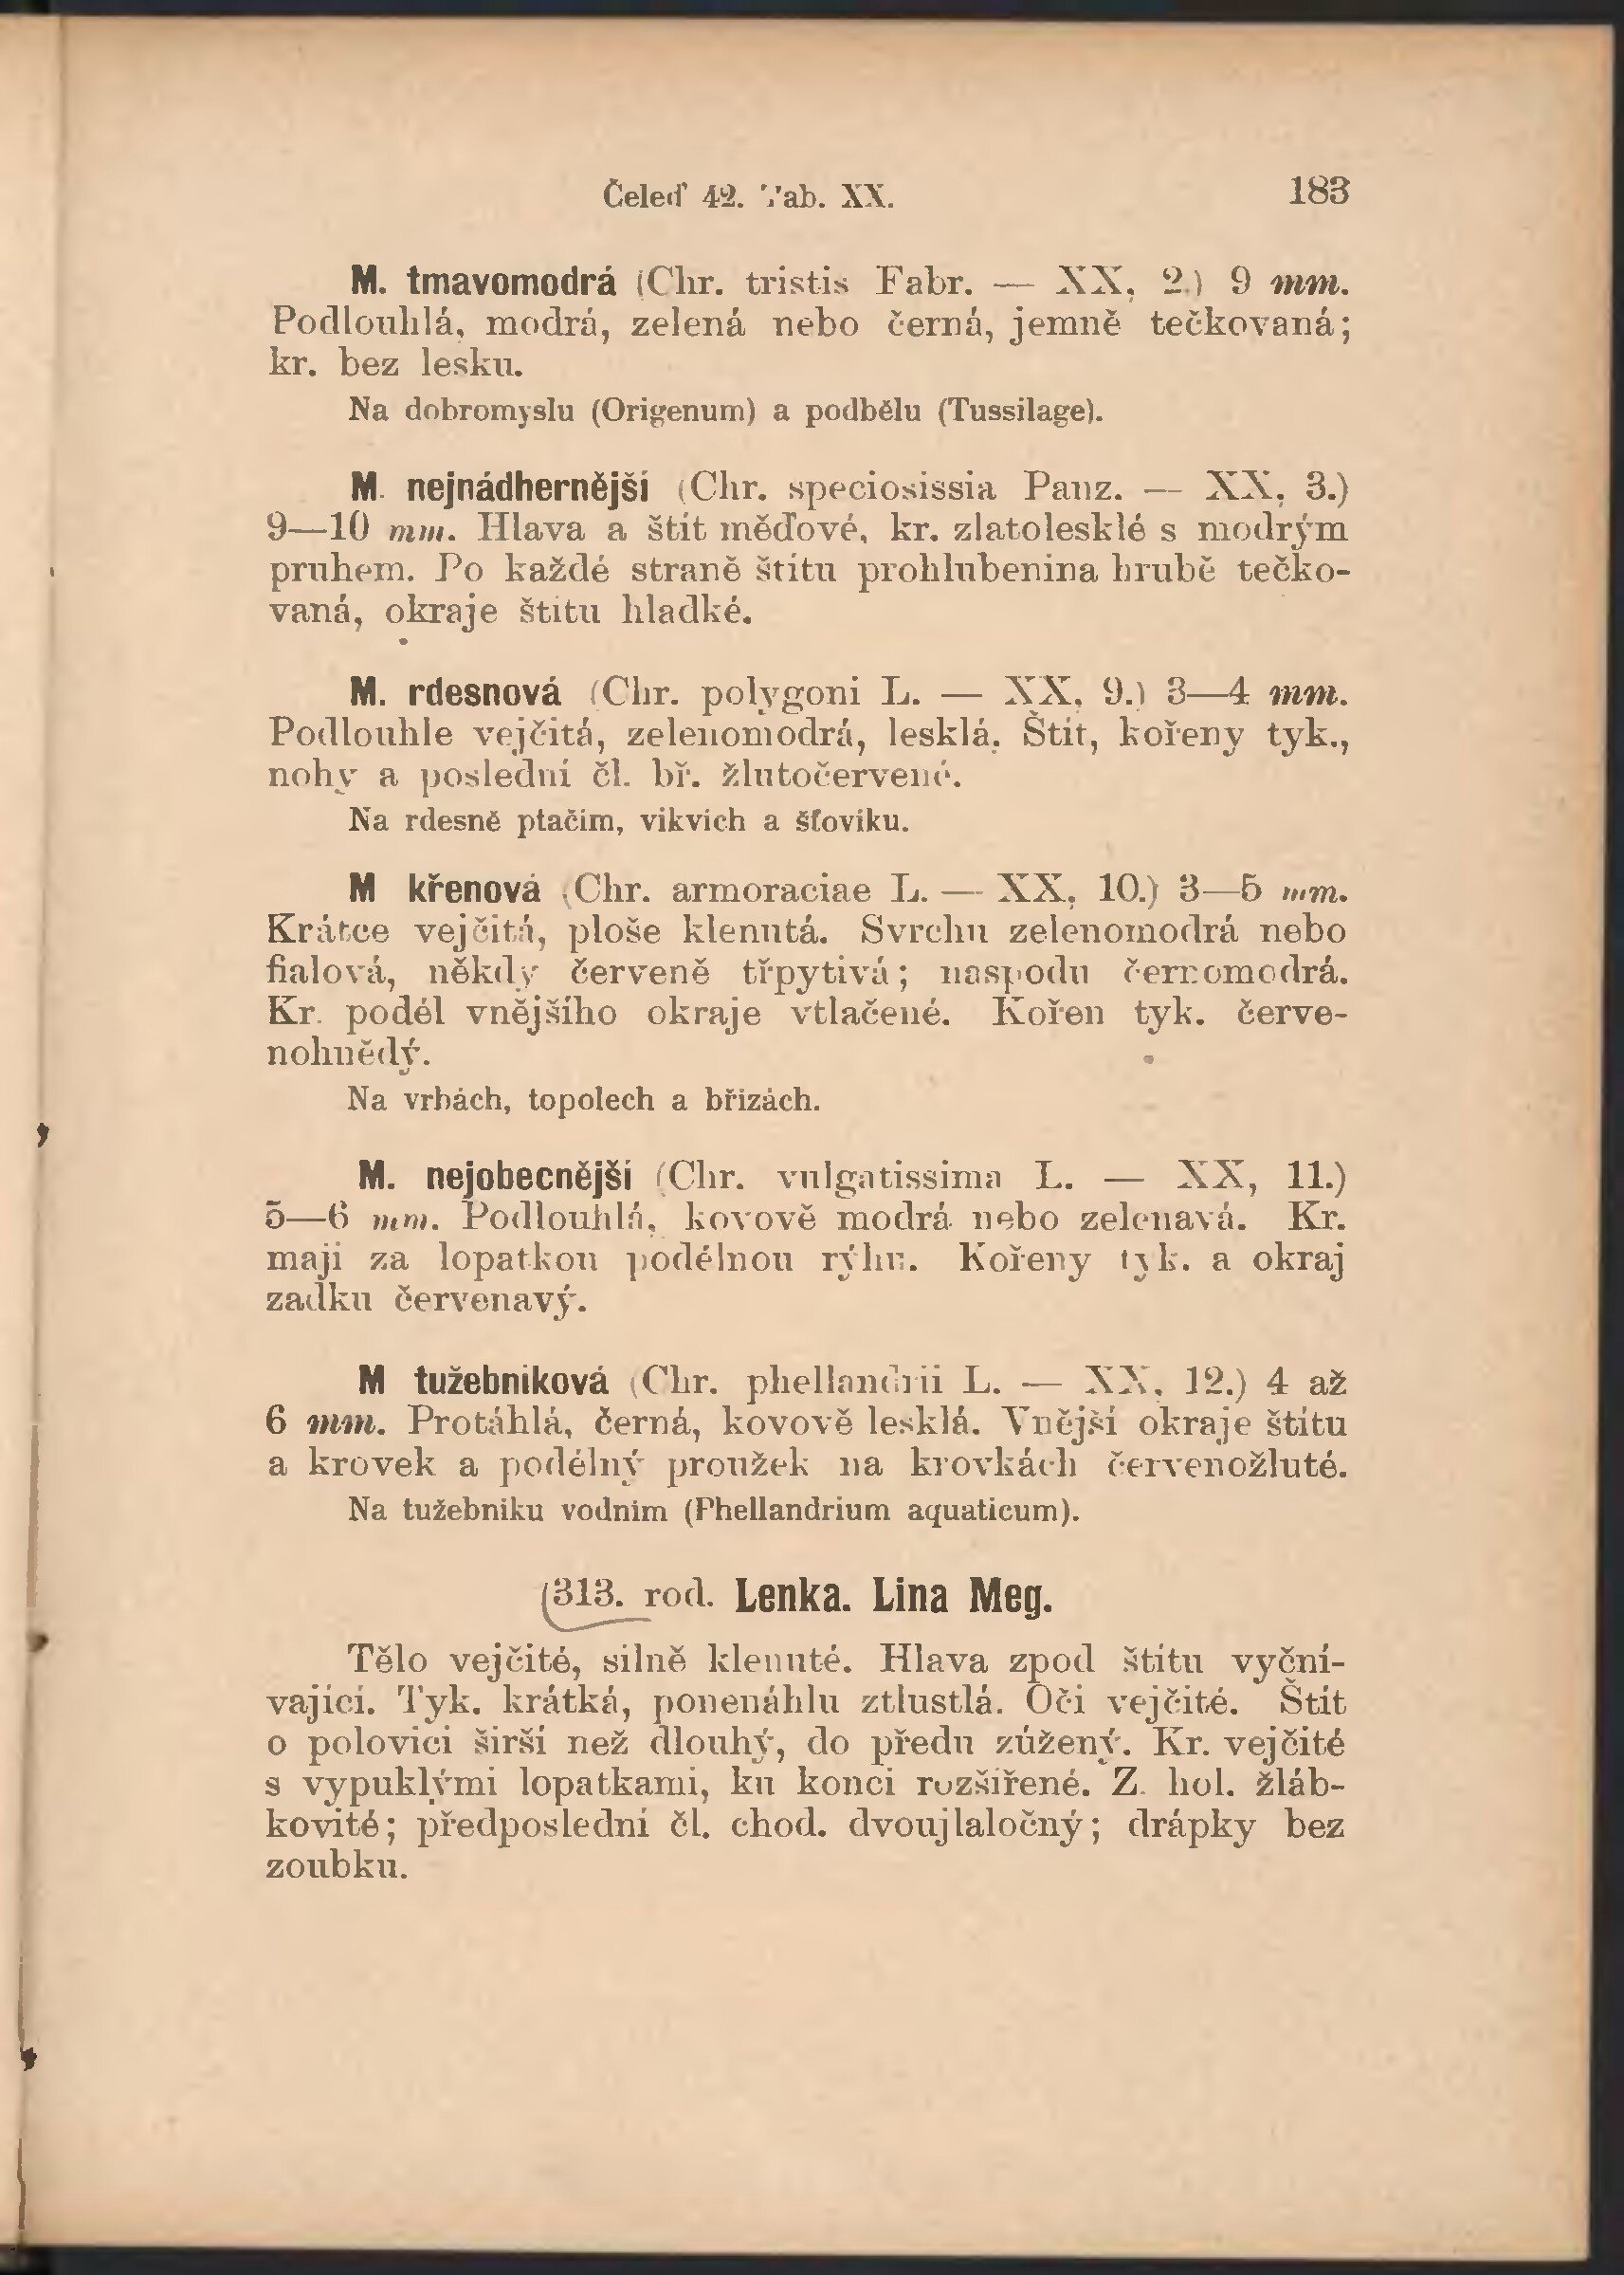 Čeleď 42. Tab. XX. 183
M. tmavomodrá (Chr. tristis Fabr. — XX, 2.) 9 mm.
Podlouhlá, modrá, zelená nebo černá, jemně tečkovaná;
kr. bez lesku.
Na dobromyslu (Origenum) a podbělu (Tussilage).
M. nejnádhernější (Chr. speciosissia Panz. — XX, 3.)
9—10 mm. Hlava a štít měďové, kr. zlatolesklé s modrým
pruhem. Po každé straně štítu prohlubenina hrubě tečko-
vaná, okraje štítu hladké.
M. rdesnová (Chr. polygoni L. — XX, 9.) 3—4 mm.
Podlouhle vejčitá, zelenomodrá, lesklá. Štít, kořeny tyk.,
nohy a poslední čl. bř. žlutočervené.
Na rdesně ptačím, vikvích a šťovíku.
M křenová (Chr. armoraciae L. — XX, 10.) 3—5 mm.
Krátce vejčitá, ploše klenutá. Svrchu zelenomodrá nebo
fialová, někdy červeně třpytivá; naspodu černomodrá.
Kr. podél vnějšího okraje vtlačené. Kořen tyk. červe-
nohnědý.
Na vrbách, topolech a břízách.
M. nejobecnější (Chr. vulgatissima L. — XX, 11.)
5—6 mm. Podlouhlá, kovově modrá nebo zelenavá. Kr.
mají za lopatkou podélnou rýhu. Kořeny tyk. a okraj
zadku červenavý.
M tužebníková (Chr. phellandrii L. — XX, 12.) 4 až
6 mm. Protáhlá, černá, kovově lesklá. Vnější okraje štítu
a krovek a podélný proužek na krovkách červenožluté.
Na tužebníku vodním (Phellandrium aquaticum).
(313. rod. Lenka. Lina Meg.
Tělo vejčité, silně klenuté. Hlava zpod štítu vyční-
vající. Tyk. krátká, ponenáhlu ztlustlá. Oči vejčité. Štít
o polovici širší než dlouhý, do předu zúžený. Kr. vejčité
s vypuklými lopatkami, ku konci rozšířené. Z. hol. žláb-
kovité; předposlední čl. chod. dvoujlaločný; drápky bez
zoubku.